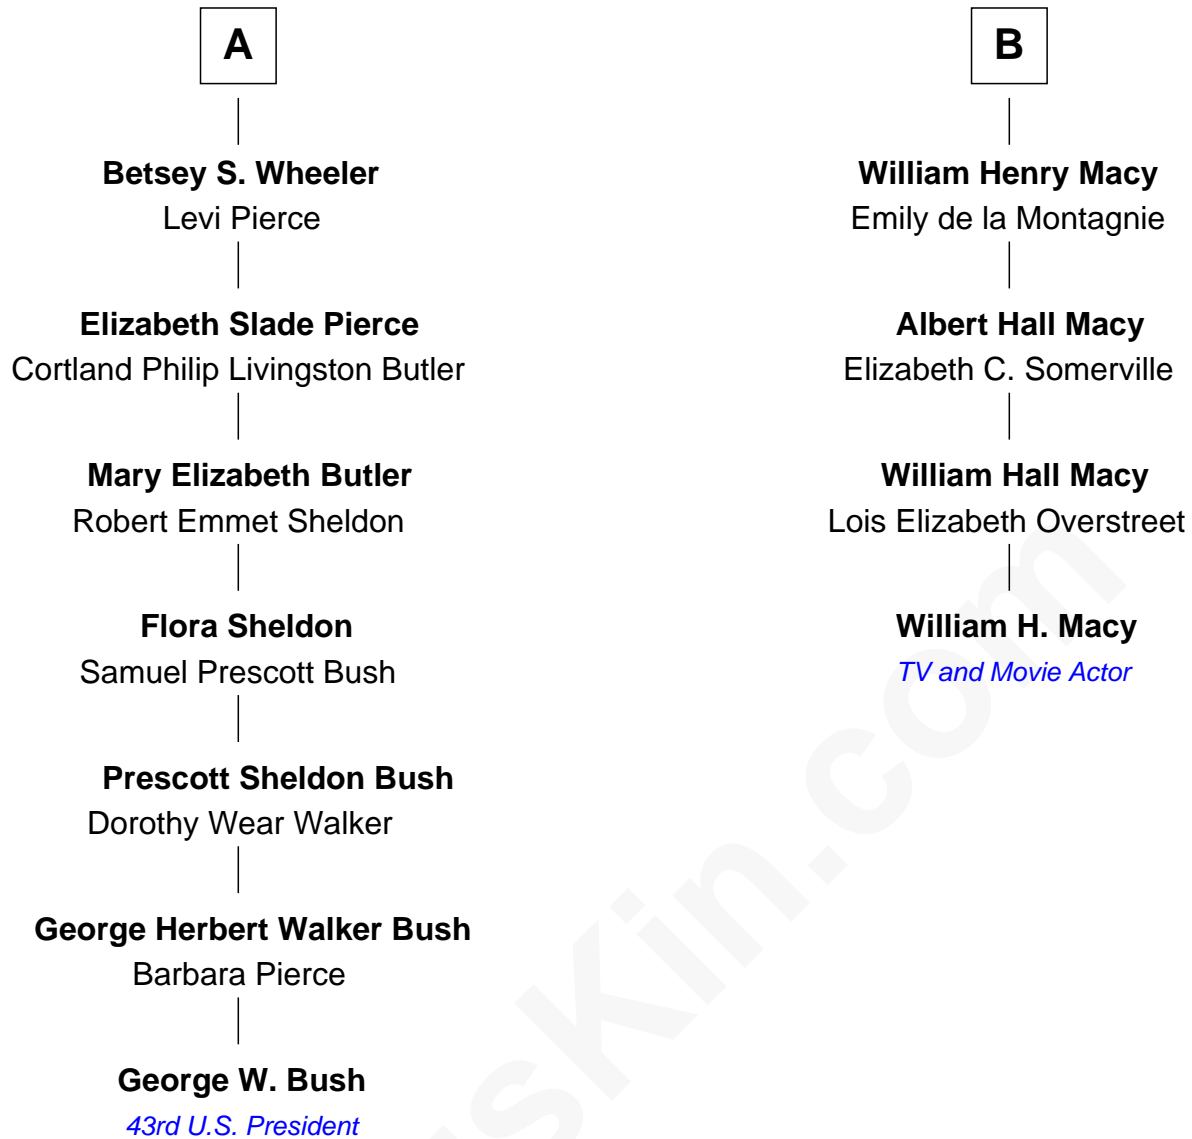 A
Betsey S. Wheeler
Levi Pierce
Elizabeth Slade Pierce
Cortland Philip Livingston Butler
Mary Elizabeth Butler
Robert Emmet Sheldon
Flora Sheldon
Samuel Prescott Bush
Prescott Sheldon Bush
Dorothy Wear Walker
George Herbert Walker Bush
Barbara Pierce
George W. Bush
43rd U.S. President
B
William Henry Macy
Emily de la Montagnie
Albert Hall Macy
Elizabeth C. Somerville
William Hall Macy
Lois Elizabeth Overstreet
William H. Macy
TV and Movie Actor
sKin.com